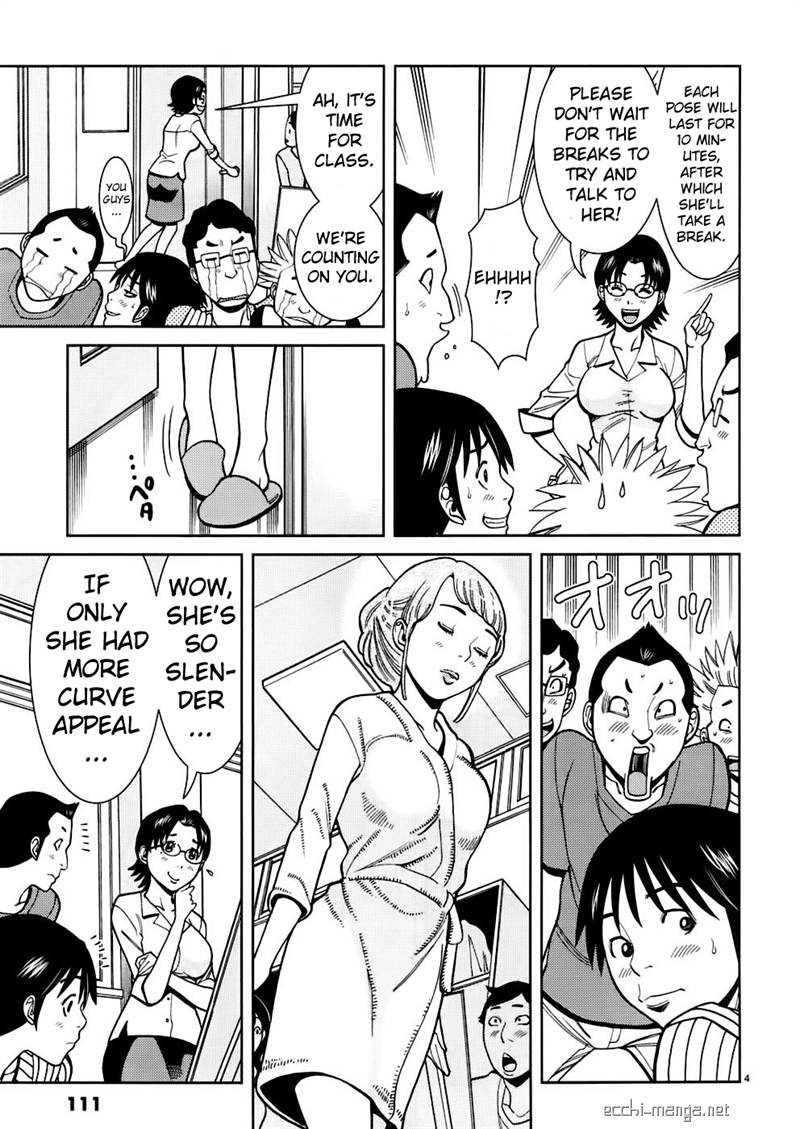 EACH
POSE WILL
LAST FOR
10 MIN-
UTES,
AFTER
WHICH
SHE'LL
TAKE A
BREAK.
PLEASE
DON'T WAIT
FOR THE
BREAKS TO
TRY AND
TALK TO
HER!
EHHHH
!?
AH, IT'S
TIME
FOR
CLASS.
WE'RE
COUNTING
ON YOU.
YOU
GUYS
...
ペタ...
オオッ
WOW,
SHE'S
SO
SLEN-
DER
...
IF
ONLY
SHE HAD
MORE
CURVE
APPEAL
...
4
111
ecchi-manga.net